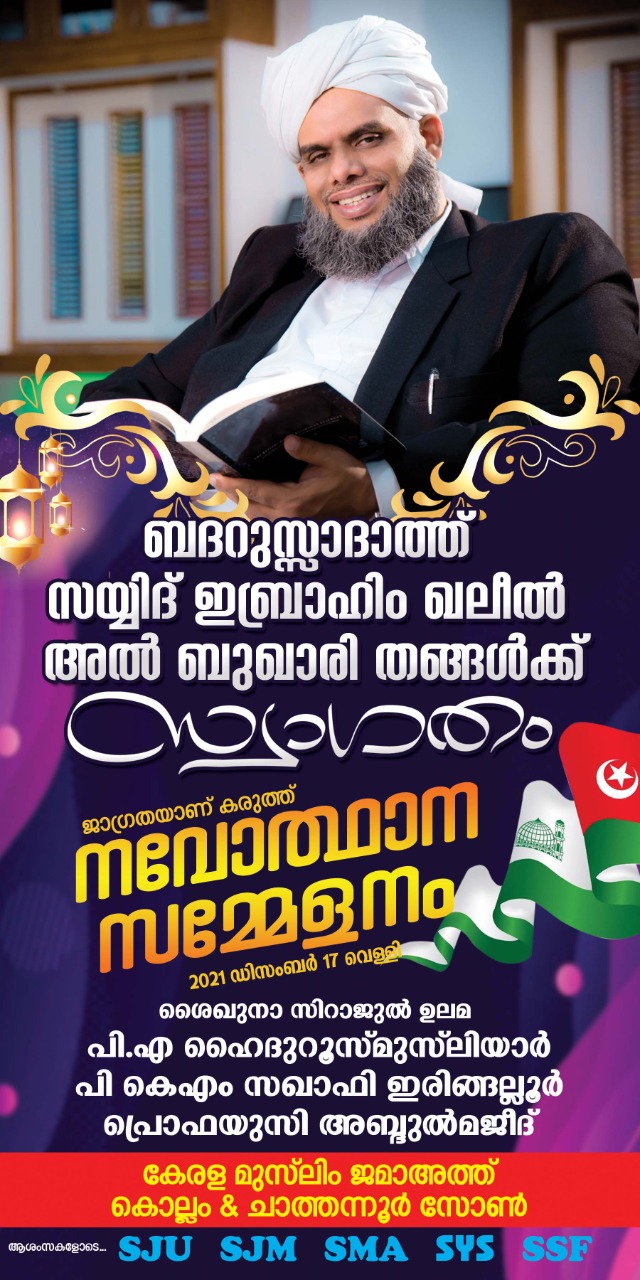 ബദറുസ്സാദാത്ത്
സയ്യിദ് ഇബ്രാഹിം ഖലീൽ
അൽ ബുഖാരി തങ്ങൾക്ക്
സ്വാഗതം
ജാഗ്രതയാണ് കരുത്ത്
നവോത്ഥാന
സമ്മേളനം
2021 ഡിസംബർ 17 വെള്ളി
ശൈഖുനാ സിറാജുൽ ഉലമ
പി.എ ഹൈദുറൂസ്മുസ്‌ലിയാർ
പി കെഎം സഖാഫി ഇരിങ്ങല്ലൂർ
പ്രൊഫയുസി അബ്ദുൽമജീദ്
കേരള മുസ്‌ലിം ജമാഅത്ത്
കൊല്ലം & ചാത്തന്നൂർ സോൺ
ആശംസകളോടെ... SJU SJM SMA SYS SSF